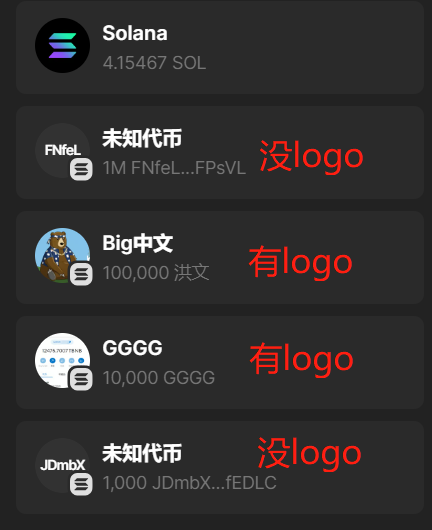 Solana
4.15467 SOL
FNfeL
未知代币
1M FNfeL...FPsVL
没logo
Big中文
100,000 洪文
有logo
12475.7007TBNB
GGGG
10,000 GGGG
有logo
JDmbX
未知代币
1,000 JDmbX...fEDLC
没logo